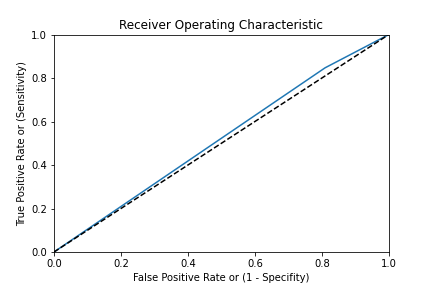 Receiver Operating Characteristic
1.0
0.8
0.6
0.4
0.2
0.0
True Positive Rate or (Sensitivity)
0.0 0.2 0.4 0.6 0.8 1.0
False Positive Rate or (1 - Specifity)